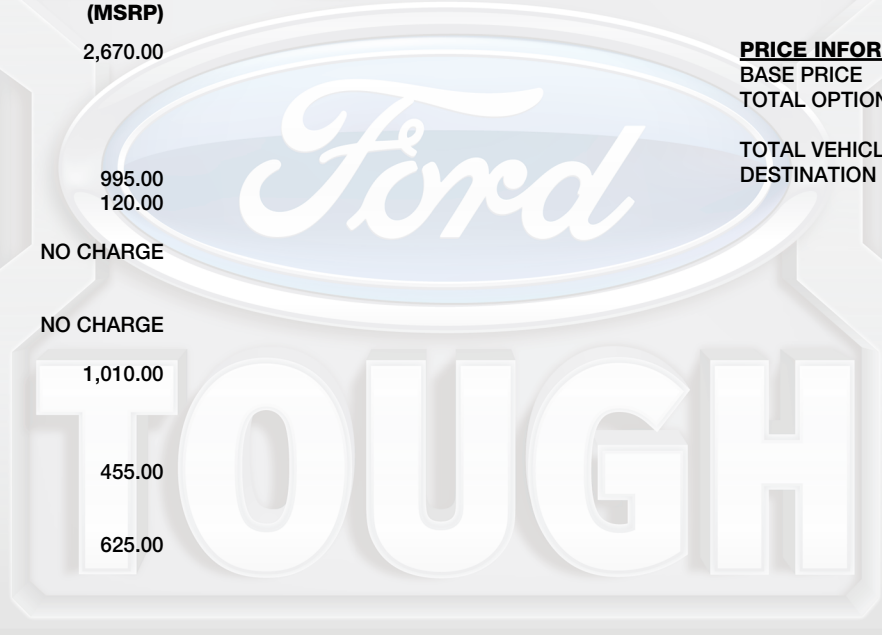 (MSRP)
2,670.00
995.00
120.00
NO CHARGE
NO CHARGE
1,010.00
455.00
625.00
PRICE INFOR
BASE PRICE
TOTAL OPTION
TOTAL VEHICL
DESTINATION
Ford
TOUGH